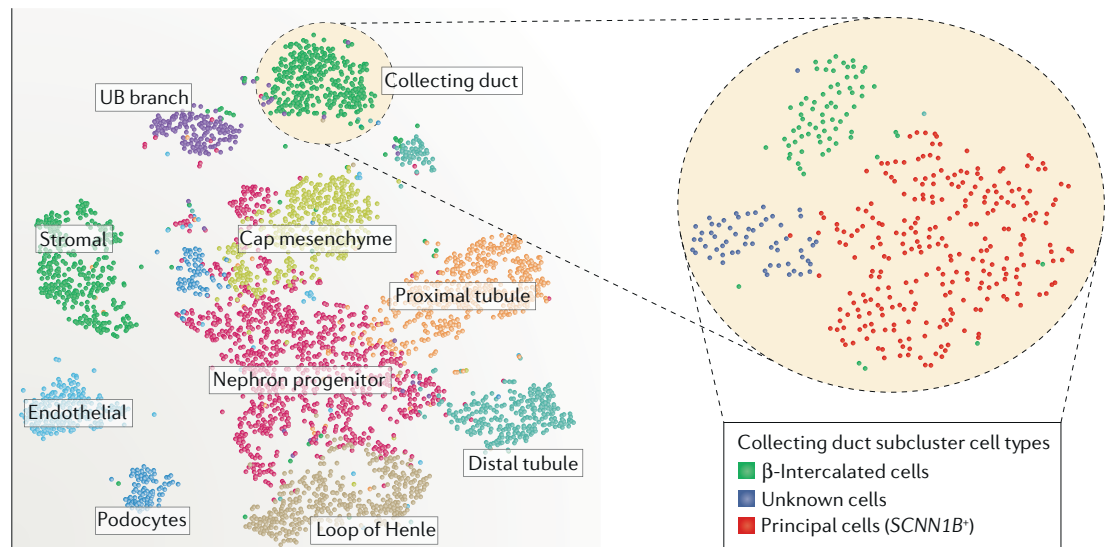 Collecting duct
UB branch
Stromal
Cap mesenchyme
Proximal tubule
Nephron progenitor
Endothelial
Distal tubule
Podocytes
Loop of Henle
Collecting duct subcluster cell types
β-Intercalated cells
Unknown cells
Principal cells (SCNN1B⁺)